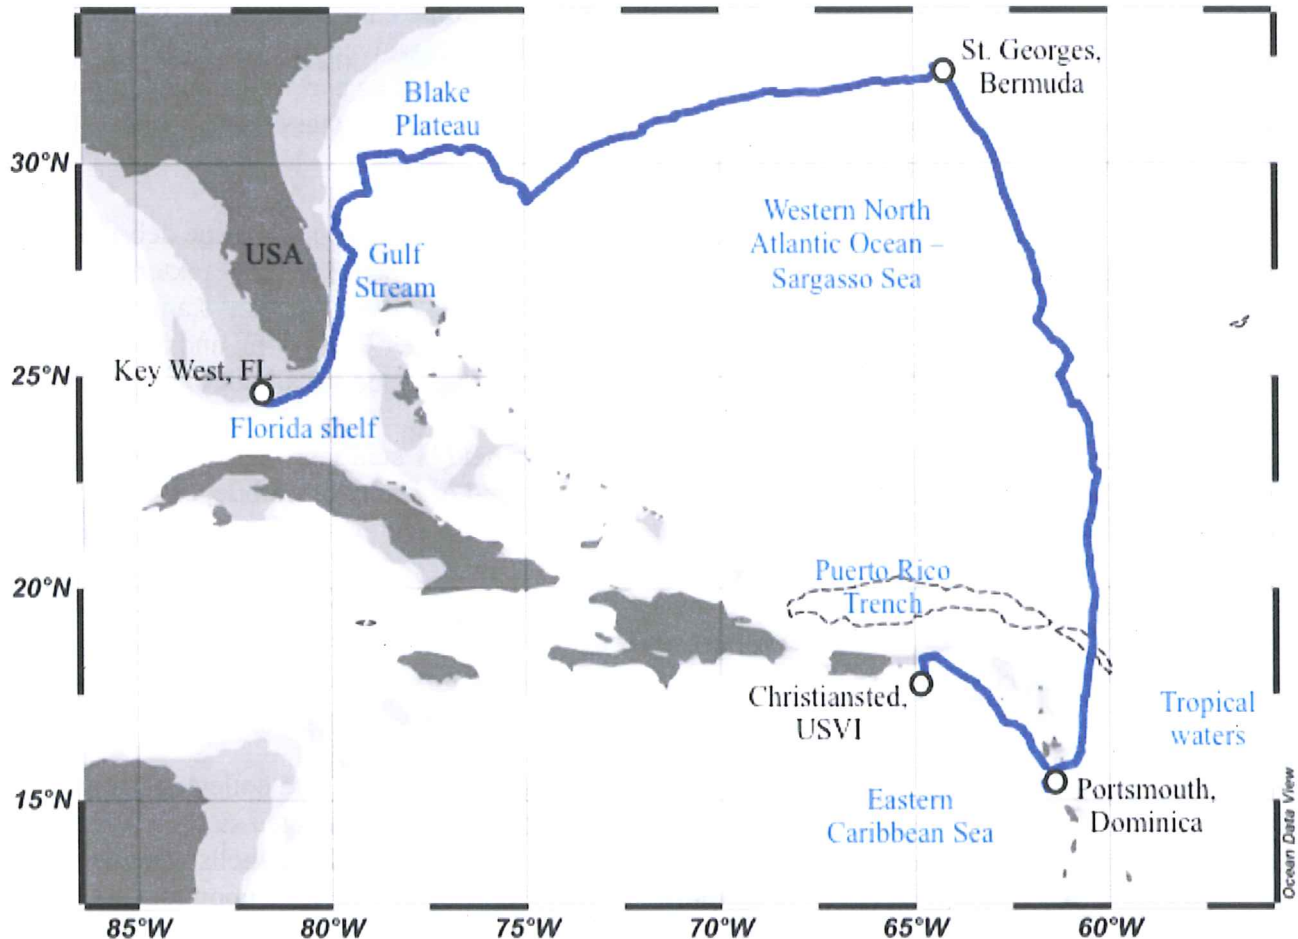 St. Georges,
Bermuda
Blake
Plateau
30°N
Western North
Atlantic Ocean –
Sargasso Sea
USA
Gulf
Stream
Key West, FL
25°N
Florida shelf
20°N
Puerto Rico
Trench
Christiansted,
USVI
Tropical
waters
15°N
Eastern
Caribbean Sea
Portsmouth,
Dominica
Ocean Data View
85°W
80°W
75°W
70°W
65°W
60°W